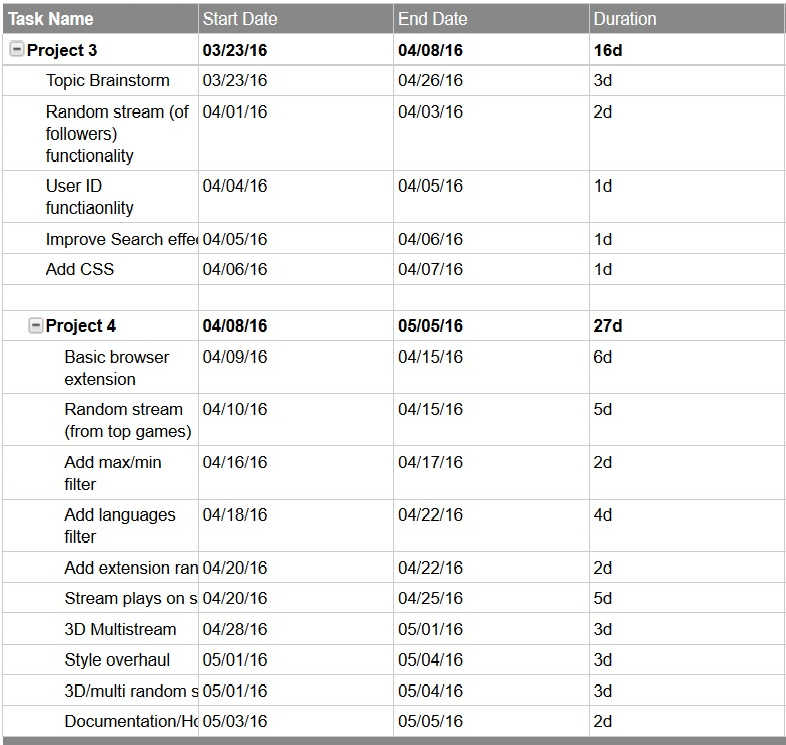 Task Name Start Date End Date Duration
Project 3 03/23/16 04/08/16 16d
Topic Brainstorm 03/23/16 04/26/16 3d
Random stream (of 04/01/16 04/03/16 2d
followers)
functionality
User ID 04/04/16 04/05/16 1d
functiaonlity
Improve Search effe 04/05/16 04/06/16 1d
Add CSS 04/06/16 04/07/16 1d
Project 4 04/08/16 05/05/16 27d
Basic browser 04/09/16 04/15/16 6d
extension
Random stream 04/10/16 04/15/16 5d
(from top games)
Add max/min 04/16/16 04/17/16 2d
filter
Add languages 04/18/16 04/22/16 4d
filter
Add extension ran 04/20/16 04/22/16 2d
Stream plays on s 04/20/16 04/25/16 5d
3D Multistream 04/28/16 05/01/16 3d
Style overhaul 05/01/16 05/04/16 3d
3D/multi random s 05/01/16 05/04/16 3d
Documentation/Ho 05/03/16 05/05/16 2d